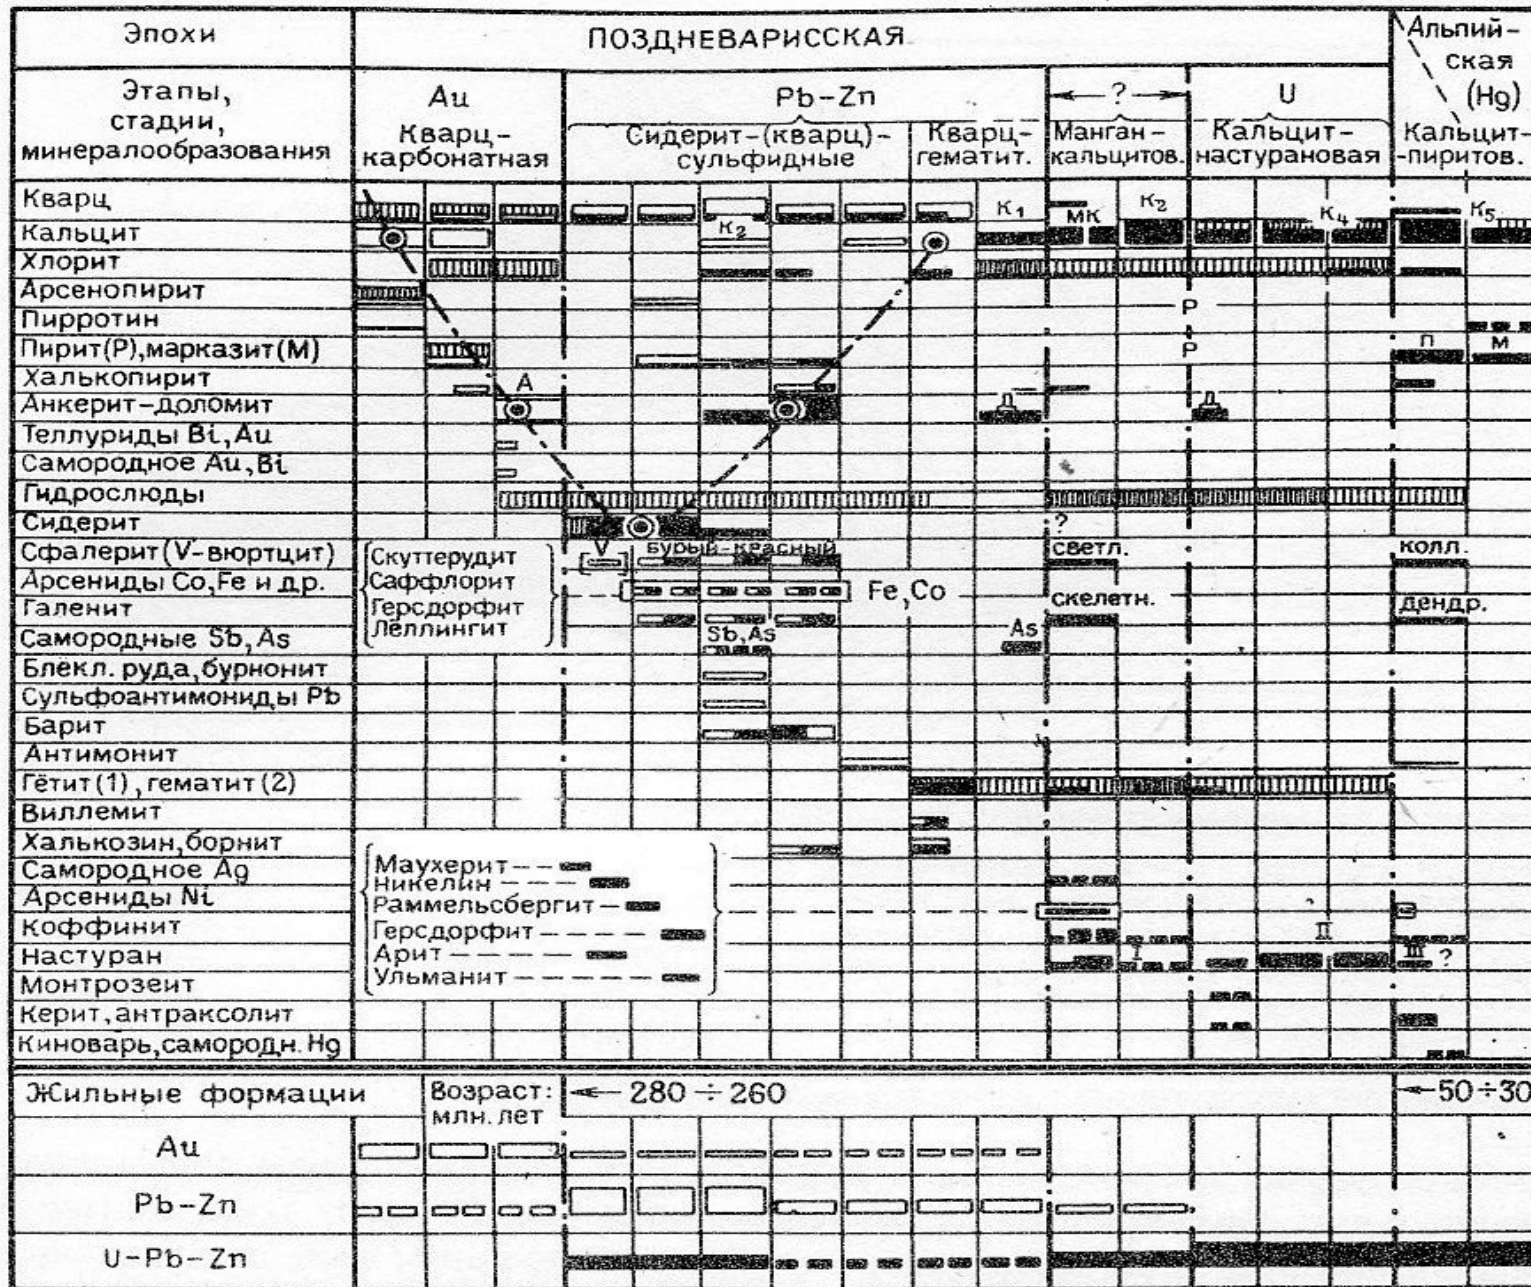 Эпохи
ПОЗДНЕВАРИССКАЯ
Альпий-
ская
(Hg)
Этапы,
стадии,
минералообразования
Au
Кварц-
карбонатная
Pb-Zn
Сидерит-(кварц)-
сульфидные
Кварц-
гематит.
?
Манган-
кальцитов.
U
Кальцит-
настурановая
Кальцит-
-пиритов.
Кварц
Кальцит
K2
K1
МК
K2
K4
K5
Хлорит
Арсенопирит
P
Пирротин
Пирит(P), марказит(М)
P
П
М
Халькопирит
Анкерит-доломит
А
Д
Д
Теллуриды Bi, Au
Самородное Au, Bi
Гидрослюды
Сидерит
?
Сфалерит (V-вюртцит)
V
бурый-красный
светл.
колл.
Арсениды Co, Fe и др.
Скуттерудит
Саффлорит
Герсдорфит
Лёллингит
Fe, Co
Галенит
скелетн.
дендр.
Самородные Sb, As
Sb, As
As
Блёкл. руда, бурнонит
Сульфоантимониды Pb
Барит
Антимонит
Гётит (1), гематит (2)
Виллемит
Халькозин, борнит
Самородное Ag
Арсениды Ni
Маухерит
Никелин
Раммельсбергит
Герсдорфит
Арит
Ульманит
Коффинит
II
Настуран
I
III ?
Монтрозеит
Керит, антраксолит
Киноварь, самородн. Hg
Жильные формации
Возраст:
млн. лет
280 ÷ 260
50 ÷ 30
Au
Pb-Zn
U-Pb-Zn